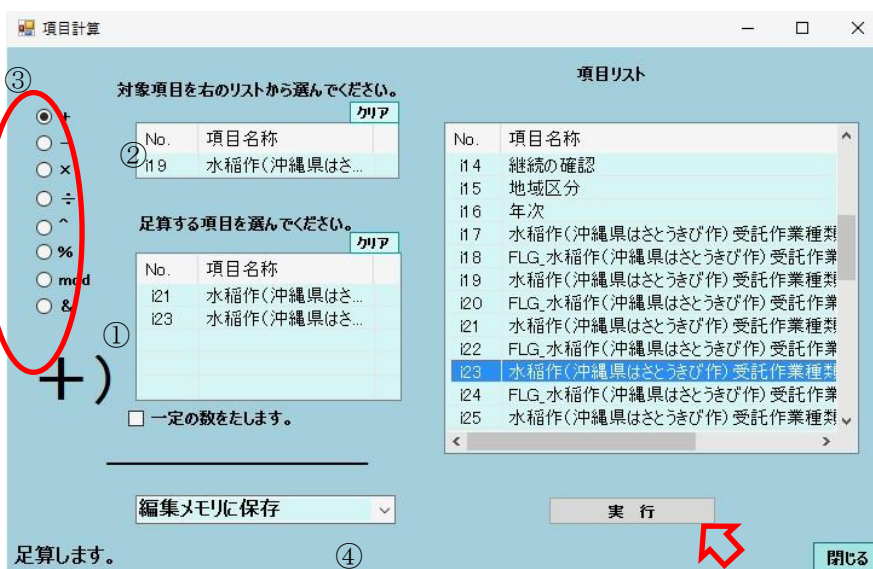 項目計算
③
対象項目を右のリストから選んでください。
クリア
No. 項目名称
② i19 水稲作(沖縄県はさ...
+
−
×
÷
^
%
mod
&
足算する項目を選んでください。
クリア
No. 項目名称
i21 水稲作(沖縄県はさ...
i23 水稲作(沖縄県はさ...
①
+)
一定の数をたします。
編集メモリに保存
足算します。
④
項目リスト
No. 項目名称
i14 継続の確認
i15 地域区分
i16 年次
i17 水稲作(沖縄県はさとうきび作)受託作業種類
i18 FLG_水稲作(沖縄県はさとうきび作)受託作業
i19 水稲作(沖縄県はさとうきび作)受託作業種類
i20 FLG_水稲作(沖縄県はさとうきび作)受託作業
i21 水稲作(沖縄県はさとうきび作)受託作業種類
i22 FLG_水稲作(沖縄県はさとうきび作)受託作業
i23 水稲作(沖縄県はさとうきび作)受託作業種類
i24 FLG_水稲作(沖縄県はさとうきび作)受託作業
i25 水稲作(沖縄県はさとうきび作)受託作業種類
実 行
閉じる